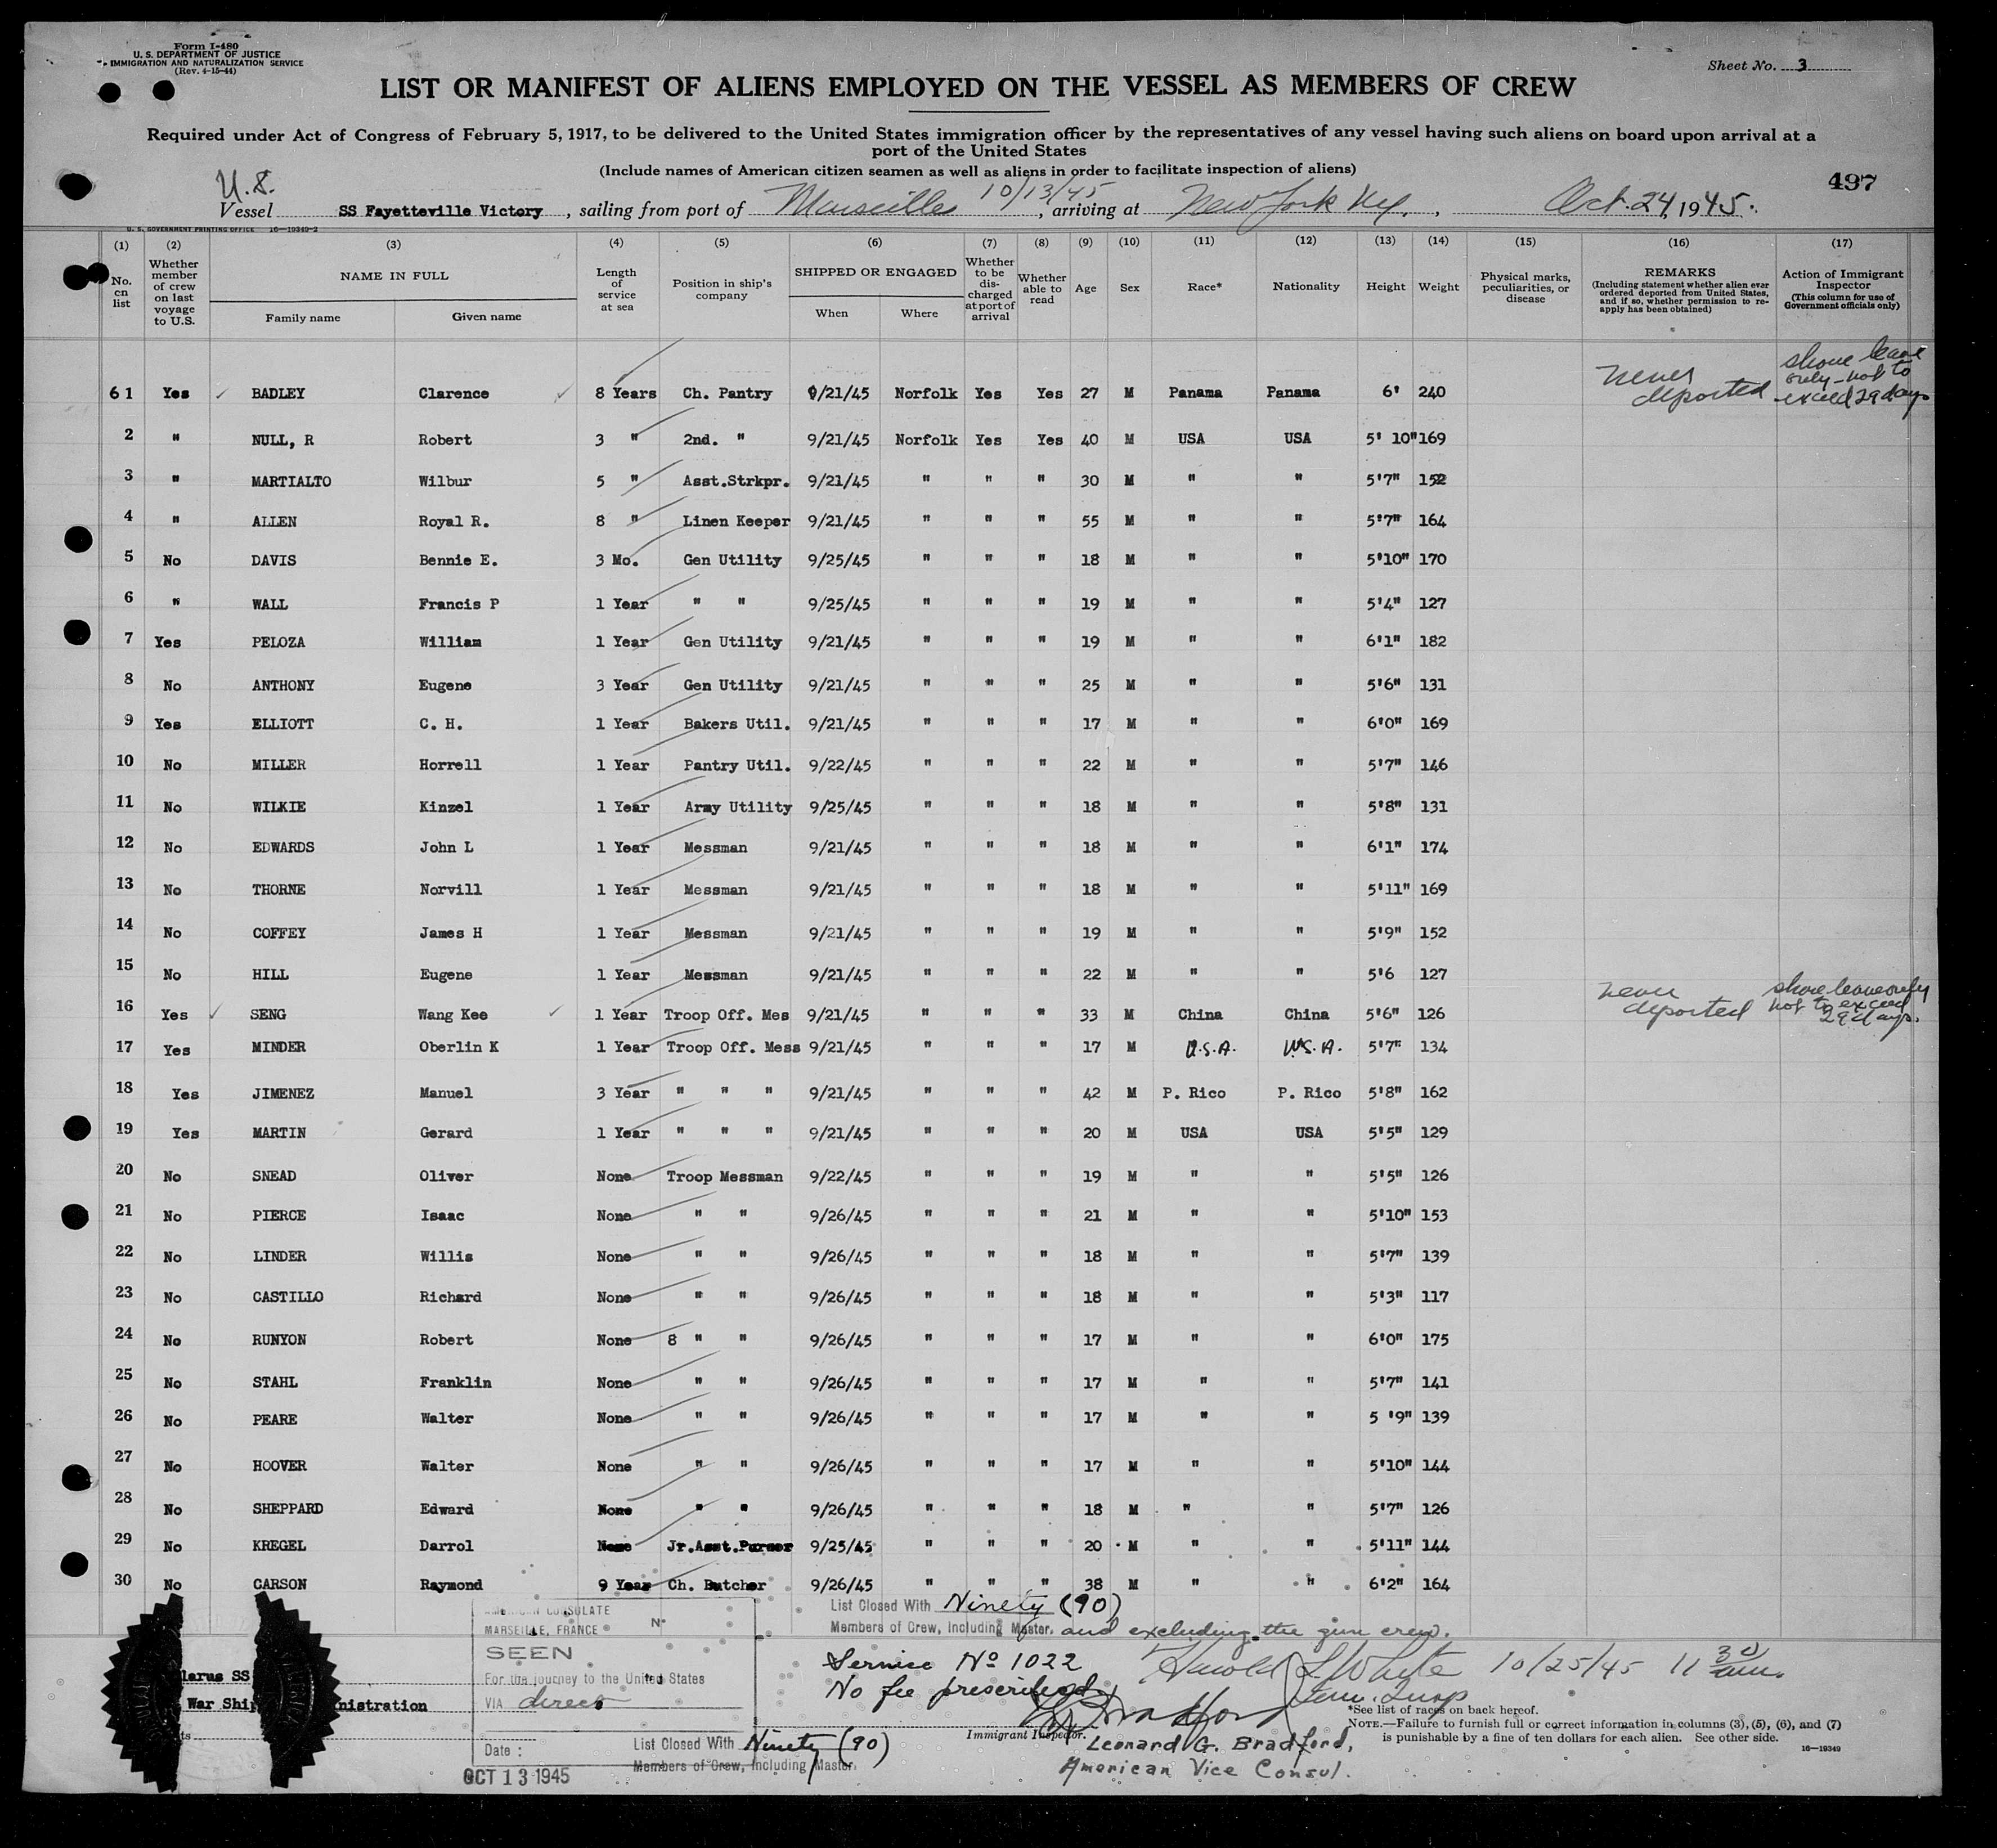 Form I-480
U. S. DEPARTMENT OF JUSTICE
IMMIGRATION AND NATURALIZATION SERVICE
(Rev. 4-15-44)
Sheet No. 3
LIST OR MANIFEST OF ALIENS EMPLOYED ON THE VESSEL AS MEMBERS OF CREW
Required under Act of Congress of February 5, 1917, to be delivered to the United States immigration officer by the representatives of any vessel having such aliens on board upon arrival at a
port of the United States
(Include names of American citizen seamen as well as aliens in order to facilitate inspection of aliens)
497
U.S.
10/13/45
Vessel SS Fayetteville Victory, sailing from port of Marseilles, arriving at New York Ny., Oct. 24, 1945.
U. S. GOVERNMENT PRINTING OFFICE 16—19349-2
(1) (2) (3) (4) (5) (6) (7) (8) (9) (10) (11) (12) (13) (14) (15) (16) (17)
No. on list
Whether member of crew on last voyage to U.S.
NAME IN FULL
Family name Given name
Length of service at sea
Position in ship's company
SHIPPED OR ENGAGED
When Where
Whether to be discharged at port of arrival
Whether able to read
Age Sex Race* Nationality Height Weight
Physical marks, peculiarities, or disease
REMARKS
(Including statement whether alien ever ordered deported from United States, and if so, whether permission to re-apply has been obtained)
Action of Immigrant Inspector
(This column for use of Government officials only)
61 Yes BADLEY Clarence 8 Years Ch. Pantry 9/21/45 Norfolk Yes Yes 27 M Panama Panama 6' 240 never deported shore leave only - not to exceed 29 days
2 " NULL, R Robert 3 " 2nd. " 9/21/45 Norfolk Yes Yes 40 M USA USA 5' 10" 169
3 " MARTIALTO Wilbur 5 " Asst.Strkpr. 9/21/45 " " " 30 M " " 5'7" 152
4 " ALLEN Royal R. 8 " Linen Keeper 9/21/45 " " " 55 M " " 5'7" 164
5 No DAVIS Bennie E. 3 Mo. Gen Utility 9/25/45 " " " 18 M " " 5'10" 170
6 " WALL Francis P 1 Year " " 9/25/45 " " " 19 M " " 5'4" 127
7 Yes PELOZA William 1 Year Gen Utility 9/21/45 " " " 19 M " " 6'1" 182
8 No ANTHONY Eugene 3 Year Gen Utility 9/21/45 " " " 25 M " " 5'6" 131
9 Yes ELLIOTT C. H. 1 Year Bakers Util. 9/21/45 " " " 17 M " " 6'0" 169
10 No MILLER Horrell 1 Year Pantry Util. 9/22/45 " " " 22 M " " 5'7" 146
11 No WILKIE Kinzel 1 Year Army Utility 9/25/45 " " " 18 M " " 5'8" 131
12 No EDWARDS John L 1 Year Messman 9/21/45 " " " 18 M " " 6'1" 174
13 No THORNE Norvill 1 Year Messman 9/21/45 " " " 18 M " " 5'11" 169
14 No COFFEY James H 1 Year Messman 9/21/45 " " " 19 M " " 5'9" 152
15 No HILL Eugene 1 Year Messman 9/21/45 " " " 22 M " " 5'6 127
16 Yes SENG Wang Kee 1 Year Troop Off. Mes 9/21/45 " " " 33 M China China 5'6" 126 never deported shore leave only not to exceed 29 days.
17 Yes MINDER Oberlin K 1 Year Troop Off. Mess 9/21/45 " " " 17 M U.S.A. U.S.A. 5'7" 134
18 Yes JIMENEZ Manuel 3 Year " " " 9/21/45 " " " 42 M P. Rico P. Rico 5'8" 162
19 Yes MARTIN Gerard 1 Year " " " 9/21/45 " " " 20 M USA USA 5'5" 129
20 No SNEAD Oliver None Troop Messman 9/22/45 " " " 19 M " " 5'5" 126
21 No PIERCE Isaac None " " 9/26/45 " " " 21 M " " 5'10" 153
22 No LINDER Willis None " " 9/26/45 " " " 18 M " " 5'7" 139
23 No CASTILLO Richard None " " 9/26/45 " " " 18 M " " 5'3" 117
24 No RUNYON Robert None 8 " " 9/26/45 " " " 17 M " " 6'0" 175
25 No STAHL Franklin None " " 9/26/45 " " " 17 M " " 5'7" 141
26 No PEARE Walter None " " 9/26/45 " " " 17 M " " 5 '9" 139
27 No HOOVER Walter None " " 9/26/45 " " " 17 M " " 5'10" 144
28 No SHEPPARD Edward None " " 9/26/45 " " " 18 M " " 5'7" 126
29 No KREGEL Darrol None Jr.Asst.Purser 9/25/45 " " " 20 M " " 5'11" 144
30 No CARSON Raymond 9 Year Ch. Butcher 9/26/45 " " " 38 M " " 6'2" 164
AMERICAN CONSULATE
MARSEILLE, FRANCE
N°
SEEN
For the journey to the United States
VIA direct
Date :
OCT 13 1945
List Closed With Ninety (90)
Members of Crew, Including Master, and excluding the gun crew.
Service No 1022
No fee prescribed
Harold S. White 10/25/45 11 30 am.
larus SS
War Ship nistration
ts
List Closed With Ninety (90)
Members of Crew, Including Master.
Immigrant Inspector.
Leonard G. Bradford,
American Vice Consul.
*See list of races on back hereof.
NOTE.—Failure to furnish full or correct information in columns (3), (5), (6), and (7)
is punishable by a fine of ten dollars for each alien. See other side.
16—19349